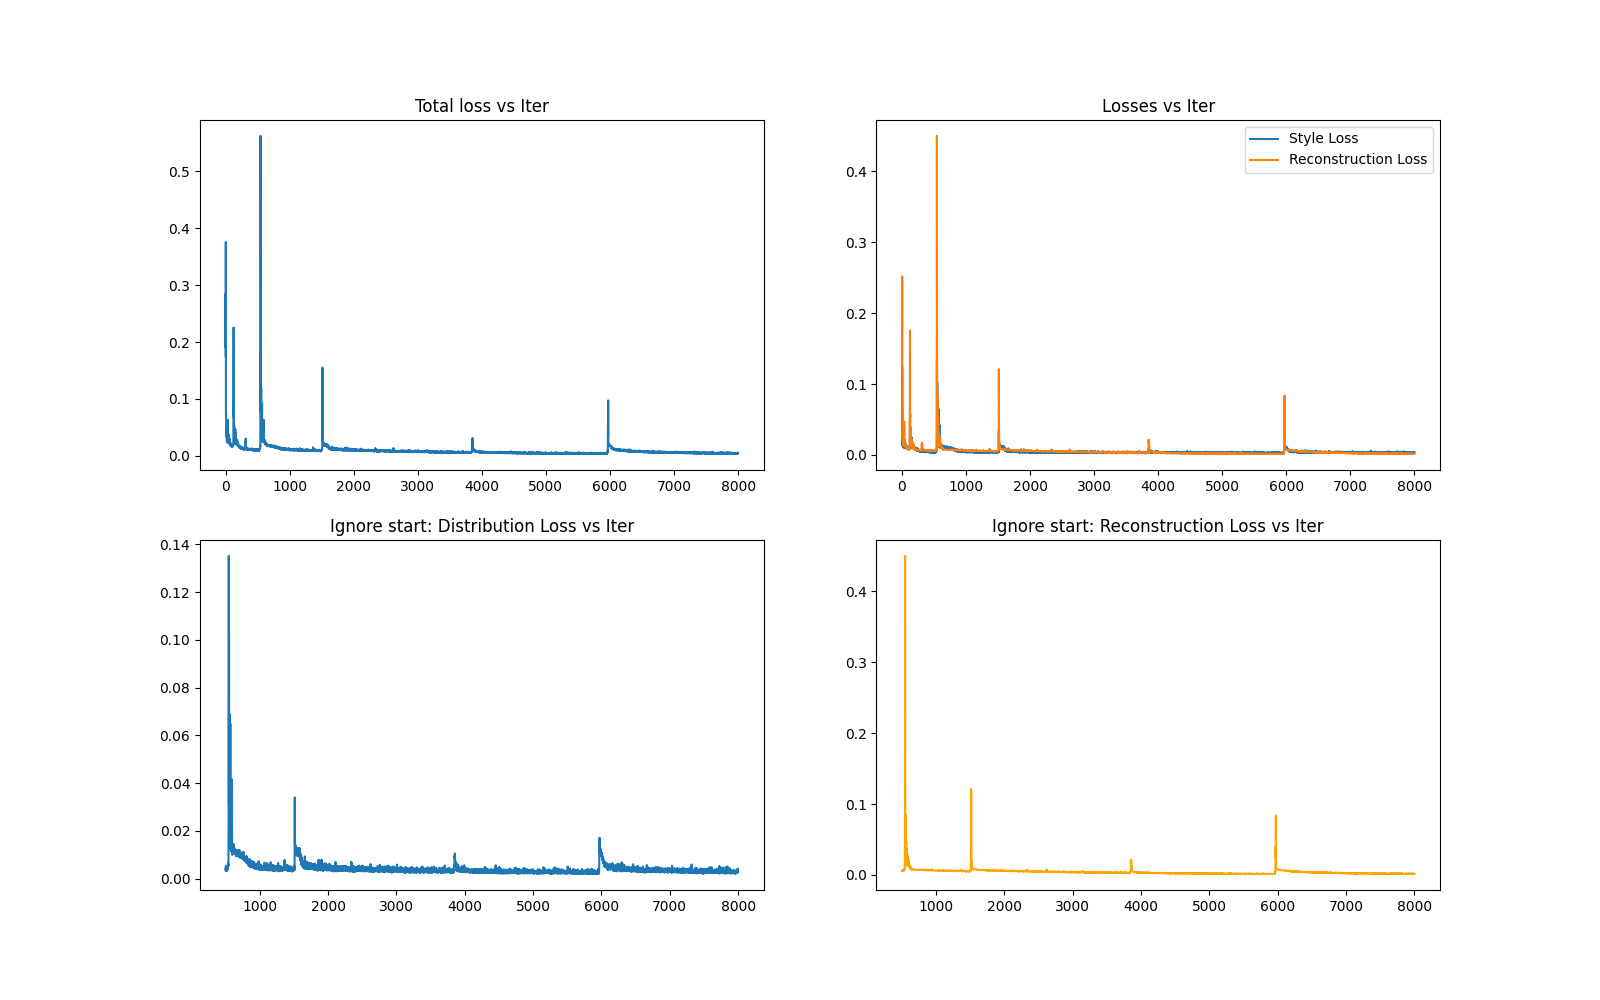 Total loss vs Iter
0.5
0.4
0.3
0.2
0.1
0.0
0 1000 2000 3000 4000 5000 6000 7000 8000
Losses vs Iter
Style Loss
Reconstruction Loss
0.4
0.3
0.2
0.1
0.0
0 1000 2000 3000 4000 5000 6000 7000 8000
Ignore start: Distribution Loss vs Iter
0.14
0.12
0.10
0.08
0.06
0.04
0.02
0.00
1000 2000 3000 4000 5000 6000 7000 8000
Ignore start: Reconstruction Loss vs Iter
0.4
0.3
0.2
0.1
0.0
1000 2000 3000 4000 5000 6000 7000 8000